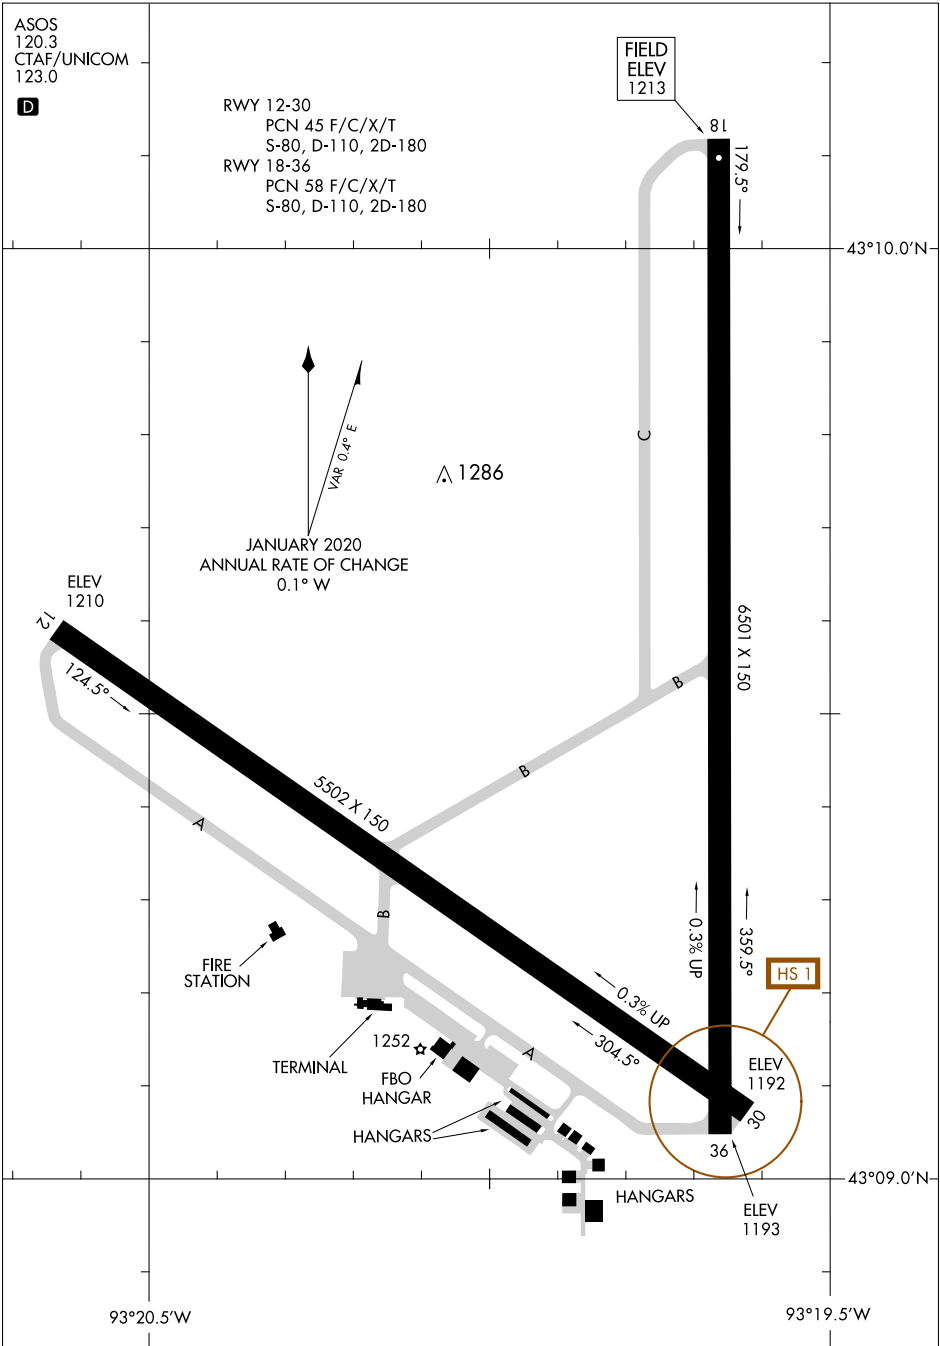 ASOS
120.3
CTAF/UNICOM
123.0
D
RWY 12-30
PCN 45 F/C/X/T
S-80, D-110, 2D-180
RWY 18-36
PCN 58 F/C/X/T
S-80, D-110, 2D-180
FIELD
ELEV
1213
18
179.5°
43°10.0'N
VAR 0.4° E
JANUARY 2020
ANNUAL RATE OF CHANGE
0.1° W
1286
C
ELEV
1210
12
124.5°
6501 X 150
B
B
5502 X 150
A
B
FIRE
STATION
0.3% UP
359.5°
HS 1
0.3% UP
304.5°
TERMINAL
1252
FBO
HANGAR
A
ELEV
1192
30
HANGARS
36
43°09.0'N
HANGARS
ELEV
1193
93°20.5'W
93°19.5'W